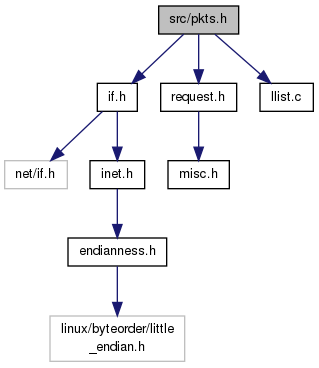 src/pkts.h
if.h
request.h
llist.c
net/if.h
inet.h
misc.h
endianness.h
linux/byteorder/little
_endian.h